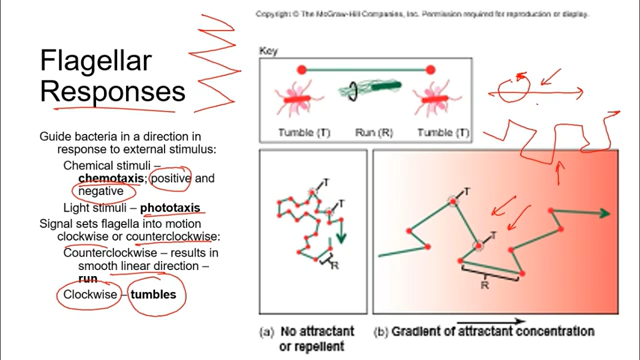 Copyright © The McGraw-Hill Companies, Inc. Permission required for reproduction or display.
Flagellar
Responses
Guide bacteria in a direction in
response to external stimulus:
Chemical stimuli –
chemotaxis; positive and
negative
Light stimuli – phototaxis
Signal sets flagella into motion
clockwise or counterclockwise:
Counterclockwise – results in
smooth linear direction –
run
Clockwise – tumbles
Key
Tumble (T) Run (R) Tumble (T)
T
T
R
(a) No attractant
or repellent
T
T
R
(b) Gradient of attractant concentration